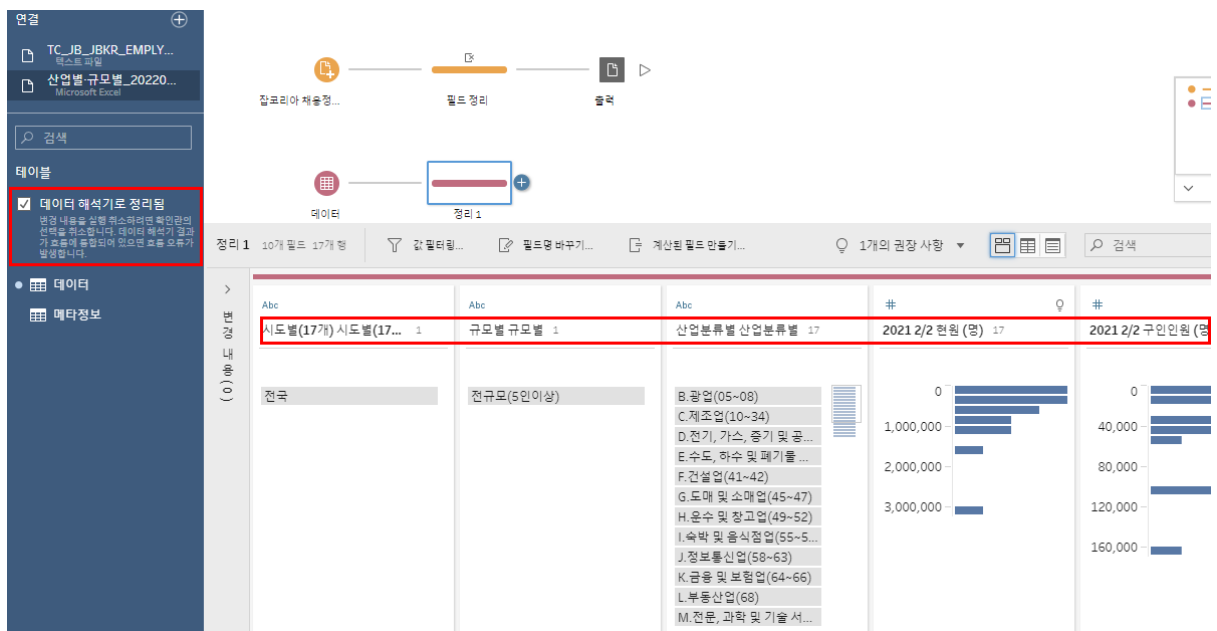 연결
TC_JB_JBKR_EMPLY...
텍스트 파일
산업별·규모별_20220...
Microsoft Excel
검색
테이블
데이터 해석기로 정리됨
변경 내용을 실행 취소하려면 확인란의
선택을 취소합니다. 데이터 해석기 결과
가 흐름에 통합되어 있으면 흐름 오류가
발생합니다.
데이터
메타정보
잡코리아 채용정...
필드 정리
출력
데이터
정리 1
정리 1 10개 필드 17개 행
값 필터링...
필드명 바꾸기...
계산된 필드 만들기...
1개의 권장 사항
검색
변경 내용 (0)
Abc
시도별(17개) 시도별(17... 1
전국
Abc
규모별 규모별 1
전규모(5인이상)
Abc
산업분류별 산업분류별 17
B.광업(05~08)
C.제조업(10~34)
D.전기, 가스, 증기 및 공...
E.수도, 하수 및 폐기물 ...
F.건설업(41~42)
G.도매 및 소매업(45~47)
H.운수 및 창고업(49~52)
I.숙박 및 음식점업(55~5...
J.정보통신업(58~63)
K.금융 및 보험업(64~66)
L.부동산업(68)
M.전문, 과학 및 기술 서...
#
2021 2/2 현원 (명) 17
0
1,000,000
2,000,000
3,000,000
#
2021 2/2 구인인원 (명
0
40,000
80,000
120,000
160,000